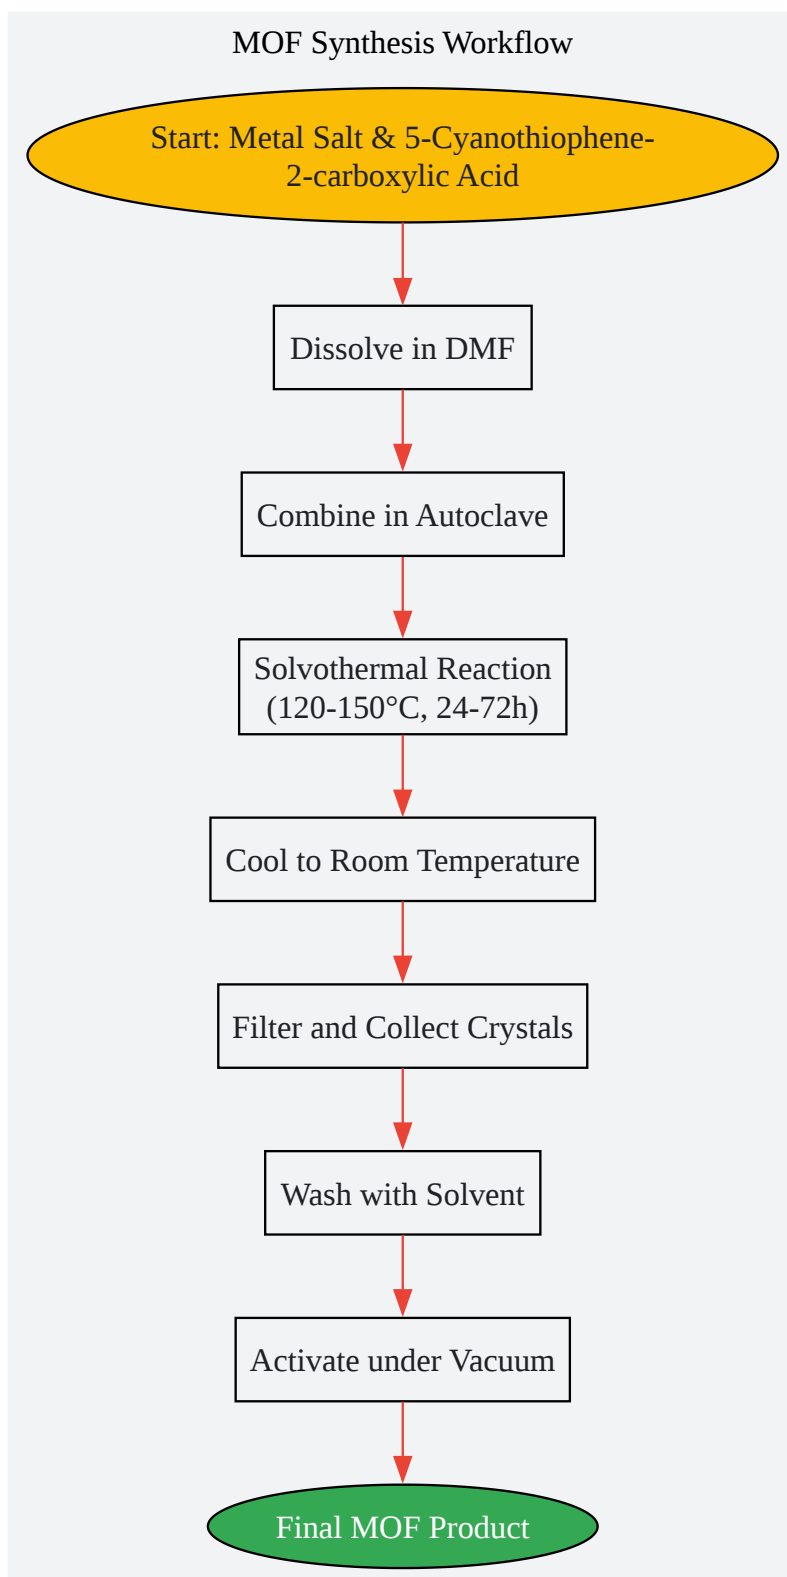 MOF Synthesis Workflow
Start: Metal Salt & 5-Cyanothiophene-
2-carboxylic Acid
Dissolve in DMF
Combine in Autoclave
Solvothermal Reaction
(120-150°C, 24-72h)
Cool to Room Temperature
Filter and Collect Crystals
Wash with Solvent
Activate under Vacuum
Final MOF Product